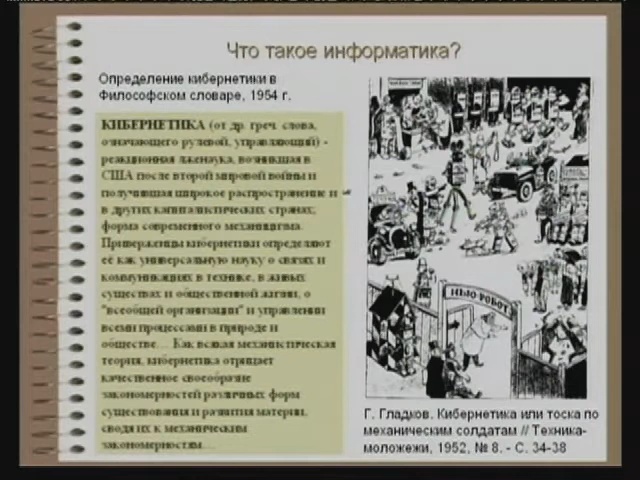 Что такое информатика?
Определение кибернетики в
Философском словаре, 1954 г.
КИБЕРНЕТИКА (от др. греч. слова,
означающего рулевой, управляющий) -
реакционная лженаука, возникшая в
США после второй мировой войны и
получившая широкое распространение и
в других капиталистических странах;
форма современного механицизма.
Приверженцы кибернетики определяют
её как универсальную науку о связях и
коммуникациях в технике, в живых
существах и общественной жизни, о
"всеобщей организации" и управлении
всеми процессами в природе и
обществе… Как всякая механистическая
теория, кибернетика отрицает
качественное своеобразие
закономерностей различных форм
существования и развития материи,
сводя их к механическим
закономерностям…
НЬЮ-РОБОТ
Г. Гладков. Кибернетика или тоска по
механическим солдатам // Техника-
моложежи, 1952, № 8. - С. 34-38